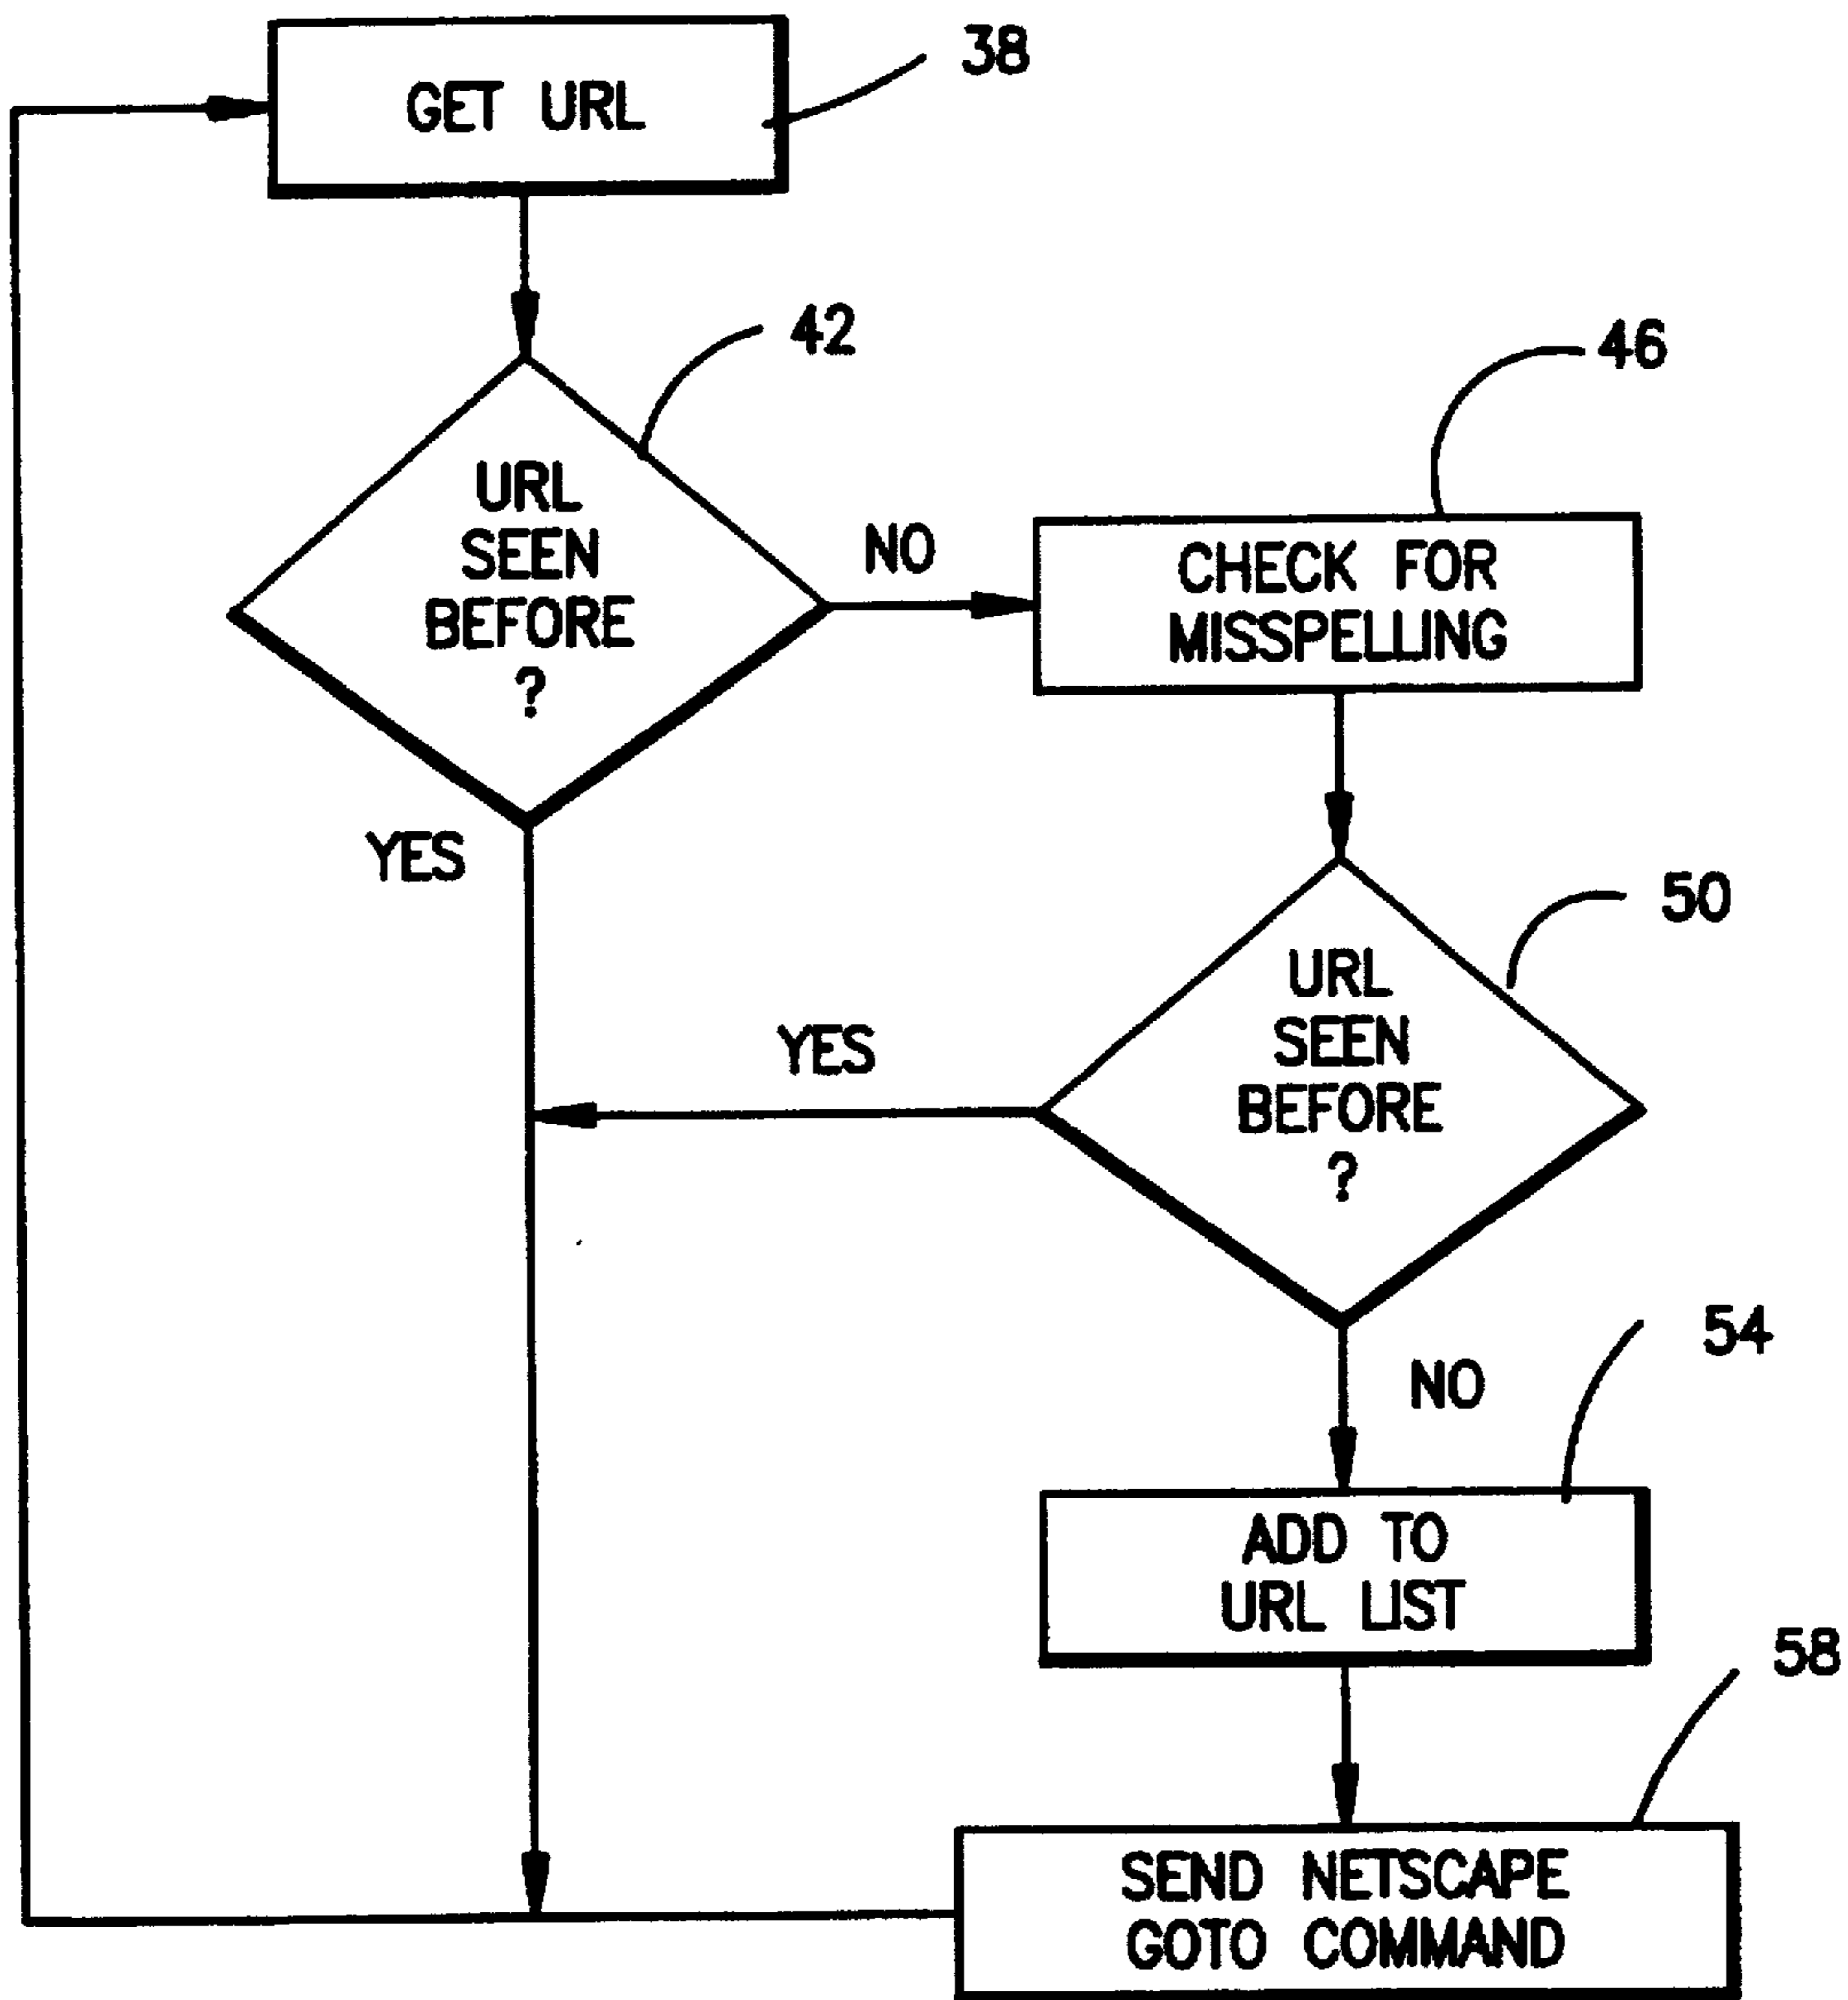 GET URL
38
42
URL
SEEN
BEFORE
?
NO
YES
46
CHECK FOR
MISSPELLING
50
URL
SEEN
BEFORE
?
YES
NO
54
ADD TO
URL LIST
58
SEND NETSCAPE
GOTO COMMAND